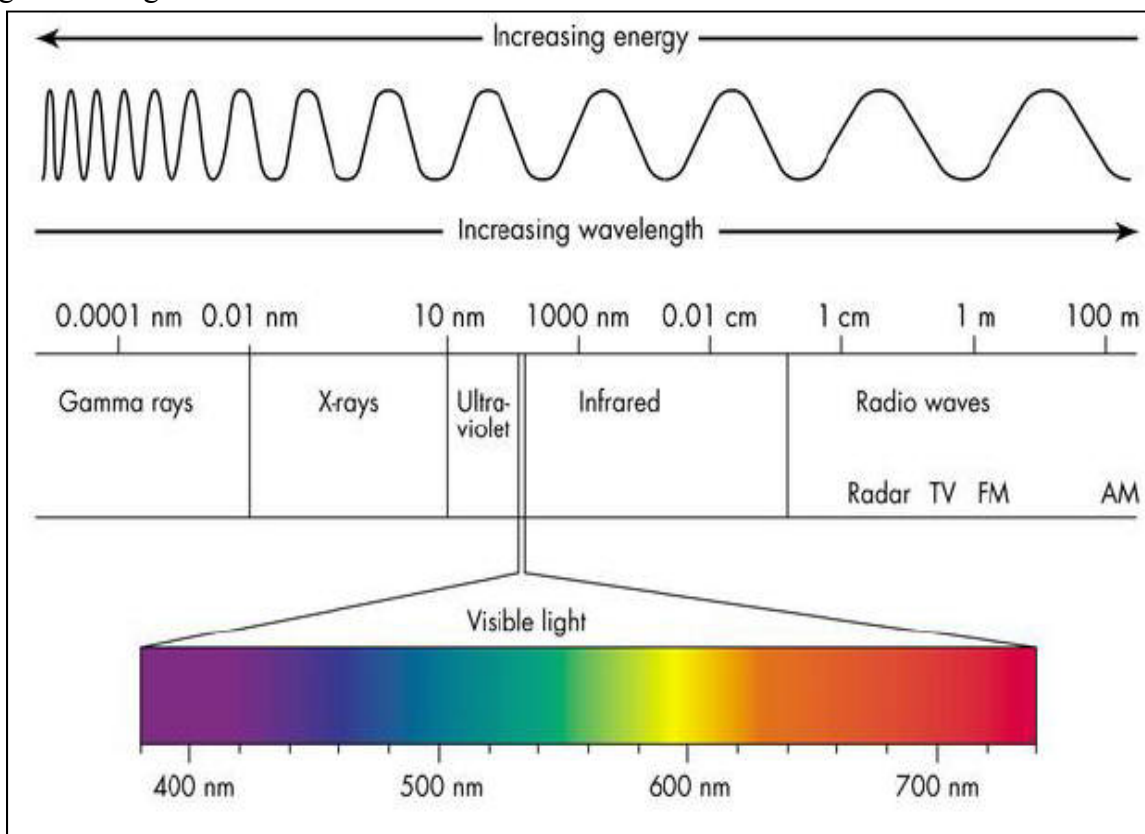 Increasing energy
Increasing wavelength
0.0001 nm 0.01 nm 10 nm 1000 nm 0.01 cm 1 cm 1 m 100 m
Gamma rays X-rays Ultra- Infrared Radio waves
violet
Radar TV FM AM
Visible light
400 nm 500 nm 600 nm 700 nm